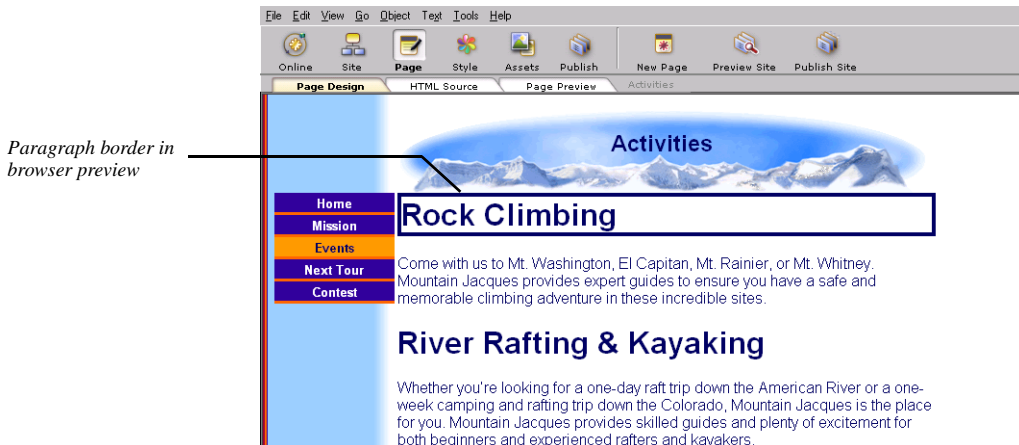 File Edit View Go Object Text Tools Help
Online Site Page Style Assets Publish New Page Preview Site Publish Site
Page Design HTML Source Page Preview Activities
Paragraph border in
browser preview
Activities
Home
Mission
Events
Next Tour
Contest
Rock Climbing
Come with us to Mt. Washington, El Capitan, Mt. Rainier, or Mt. Whitney.
Mountain Jacques provides expert guides to ensure you have a safe and
memorable climbing adventure in these incredible sites.
River Rafting & Kayaking
Whether you're looking for a one-day raft trip down the American River or a one-
week camping and rafting trip down the Colorado, Mountain Jacques is the place
for you. Mountain Jacques provides skilled guides and plenty of excitement for
both beginners and experienced rafters and kayakers.